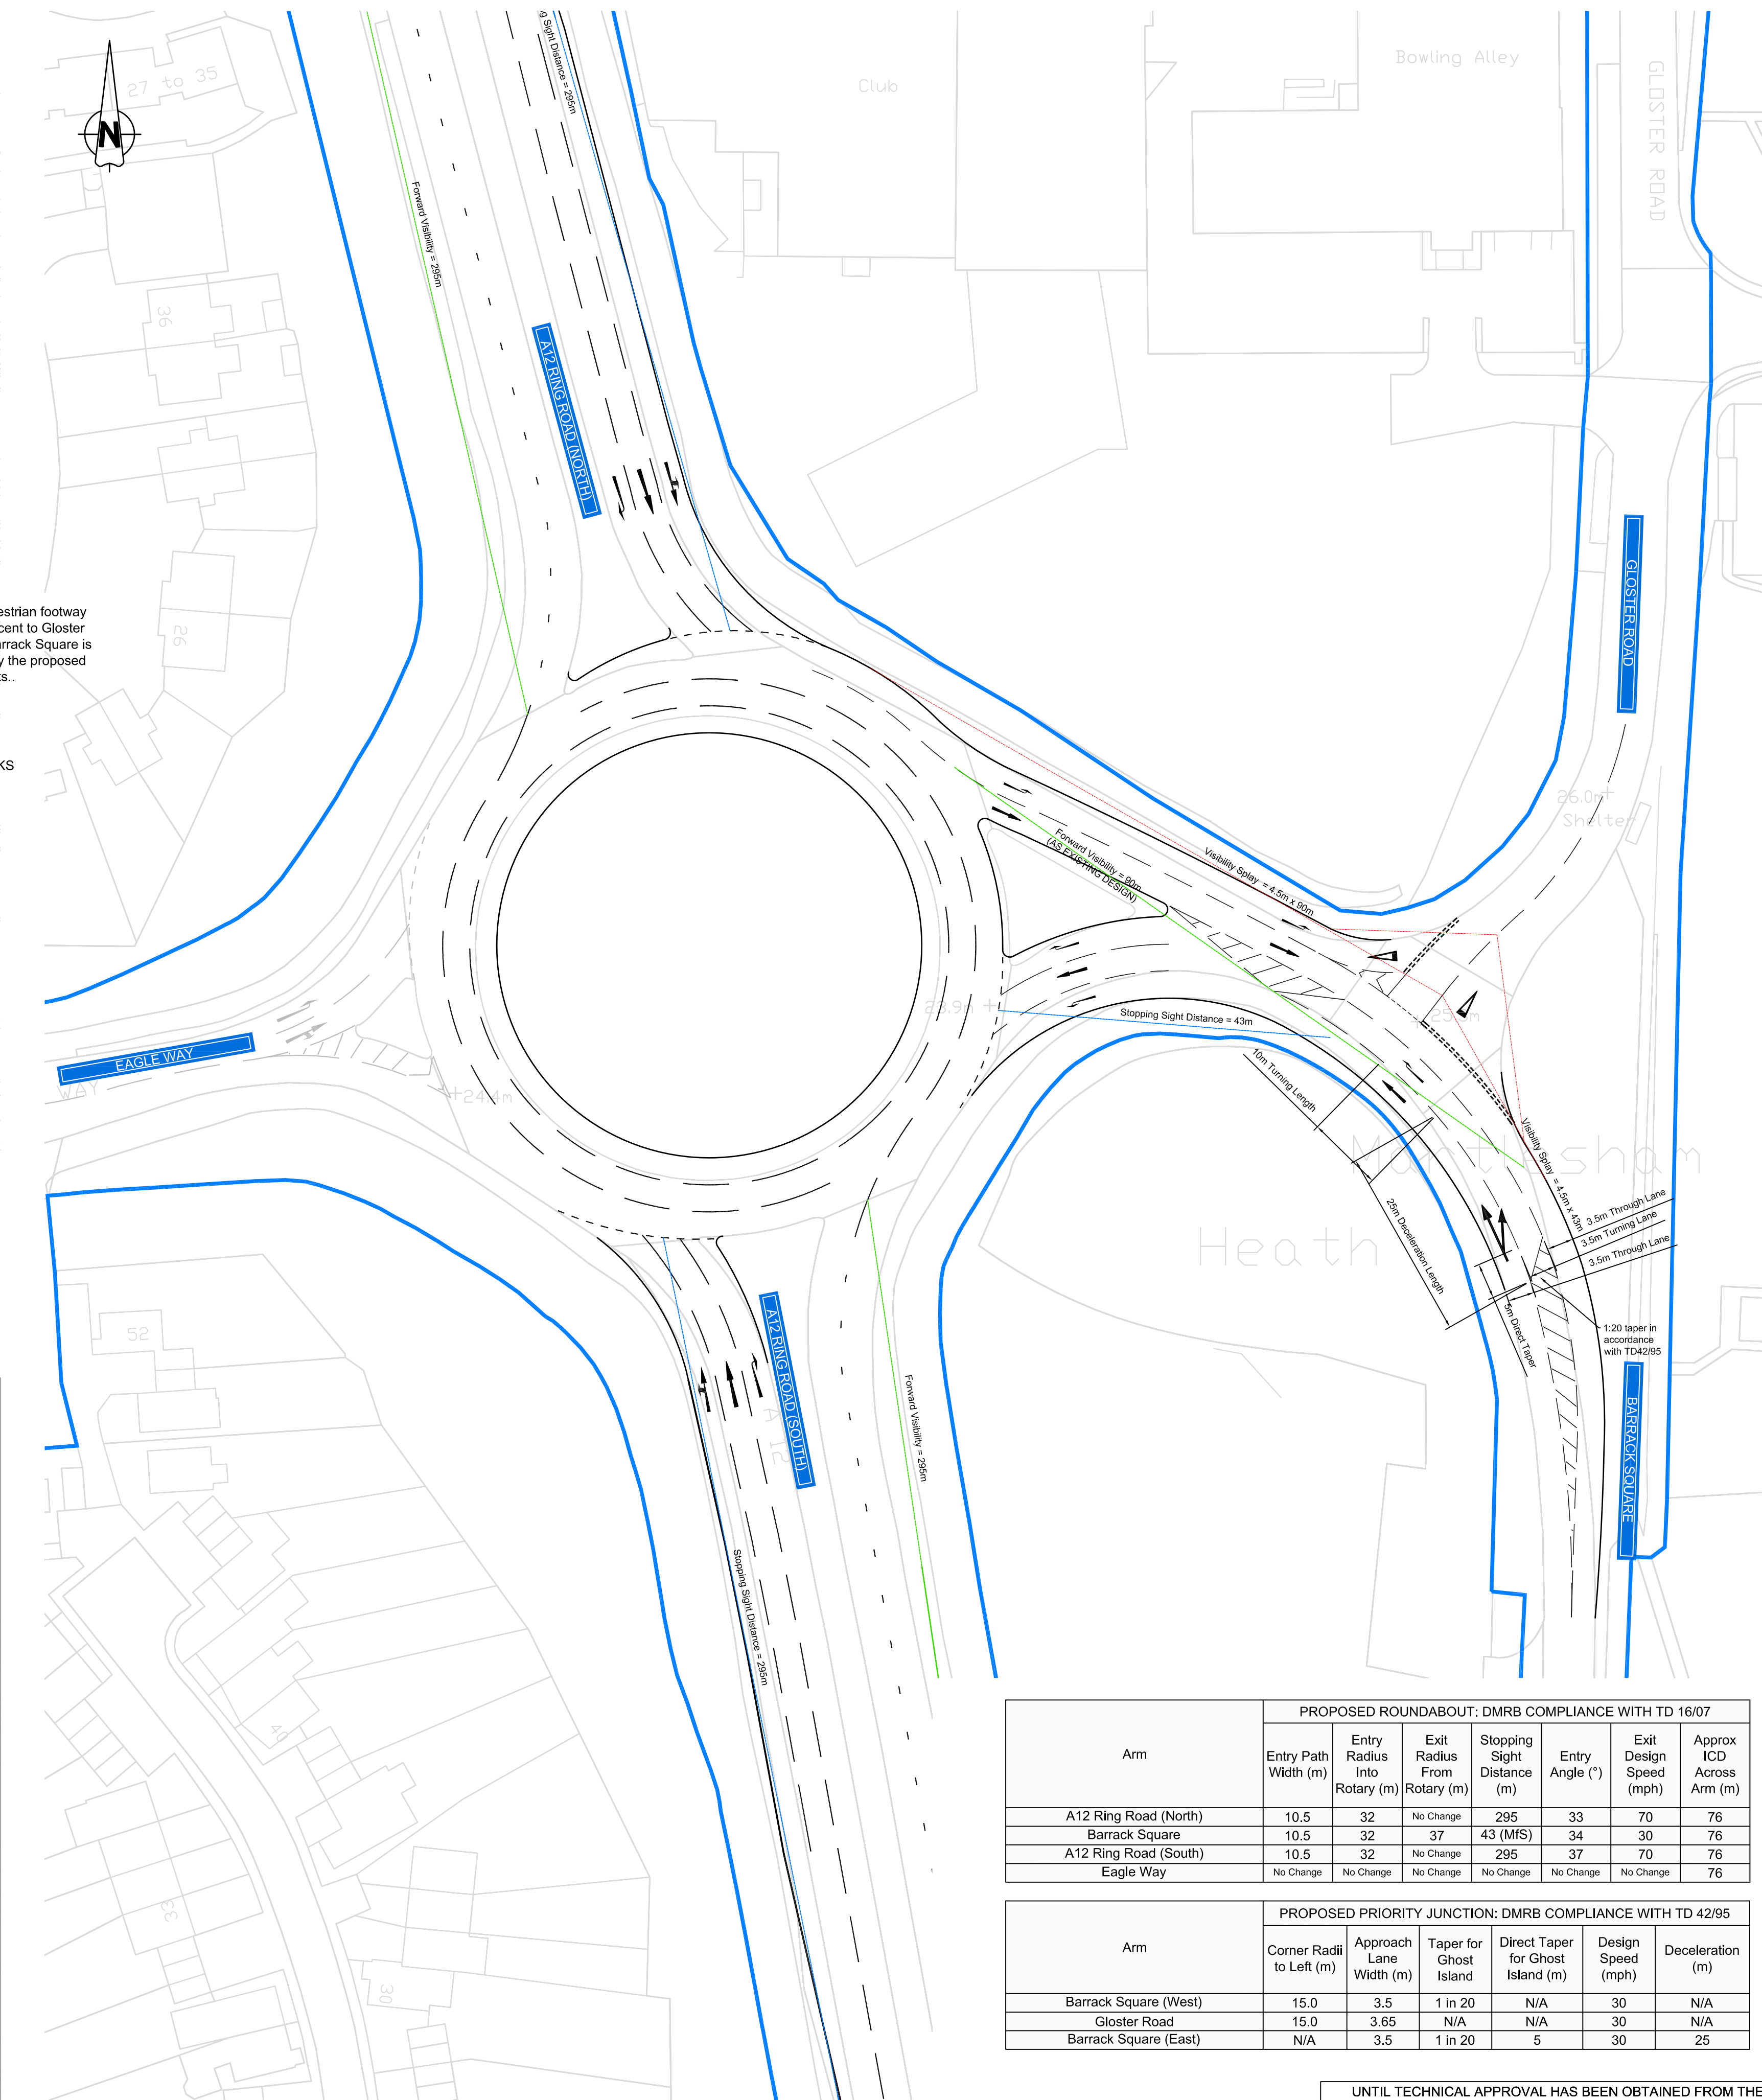 27 to 35
N
Club
Bowling Alley
GLOSTER ROAD
g Sight Distance = 295m
Forward Visibility = 295m
36
A12 RING ROAD (NORTH)
GLOSTER ROAD
estrian footway
cent to Gloster
arrack Square is
y the proposed
ts..
26
KS
26.0m
Shelter
Forward Visibility = 90m
(AS EXISTING DESIGN)
Visibility Splay = 4.5m x 90m
23.9m
Stopping Sight Distance = 43m
EAGLE WAY
WAY
24.4m
10m Turning Length
Martlesham
Heath
Visibility Splay = 4.5m x 43m
25m Deceleration Length
3.5m Through Lane
3.5m Turning Lane
3.5m Through Lane
5m Direct Taper
1:20 taper in
accordance
with TD42/95
52
A12 RING ROAD (SOUTH)
A 12
BARRACK SQUARE
Forward Visibility = 295m
Stopping Sight Distance = 295m
40
33
30
PROPOSED ROUNDABOUT: DMRB COMPLIANCE WITH TD 16/07
Arm
Entry Path Width (m)
Entry Radius Into Rotary (m)
Exit Radius From Rotary (m)
Stopping Sight Distance (m)
Entry Angle (°)
Exit Design Speed (mph)
Approx ICD Across Arm (m)
A12 Ring Road (North) 10.5 32 No Change 295 33 70 76
Barrack Square 10.5 32 37 43 (MfS) 34 30 76
A12 Ring Road (South) 10.5 32 No Change 295 37 70 76
Eagle Way No Change No Change No Change No Change No Change No Change 76
PROPOSED PRIORITY JUNCTION: DMRB COMPLIANCE WITH TD 42/95
Arm
Corner Radii to Left (m)
Approach Lane Width (m)
Taper for Ghost Island
Direct Taper for Ghost Island (m)
Design Speed (mph)
Deceleration (m)
Barrack Square (West) 15.0 3.5 1 in 20 N/A 30 N/A
Gloster Road 15.0 3.65 N/A N/A 30 N/A
Barrack Square (East) N/A 3.5 1 in 20 5 30 25
UNTIL TECHNICAL APPROVAL HAS BEEN OBTAINED FROM THE